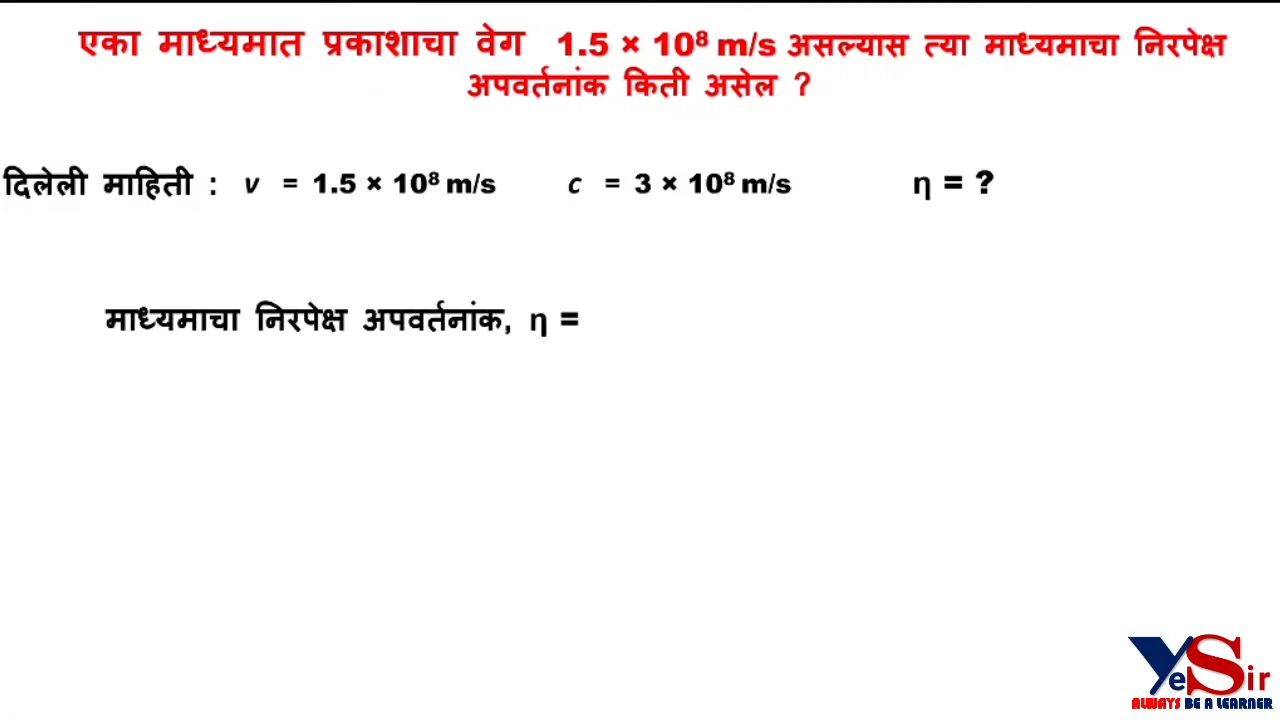 एका माध्यमात प्रकाशाचा वेग 1.5 × 10⁸ m/s असल्यास त्या माध्यमाचा निरपेक्ष
अपवर्तनांक किती असेल ?
दिलेली माहिती : v = 1.5 × 10⁸ m/s c = 3 × 10⁸ m/s η = ?
माध्यमाचा निरपेक्ष अपवर्तनांक, η =
YeSir
ALWAYS BE A LEARNER